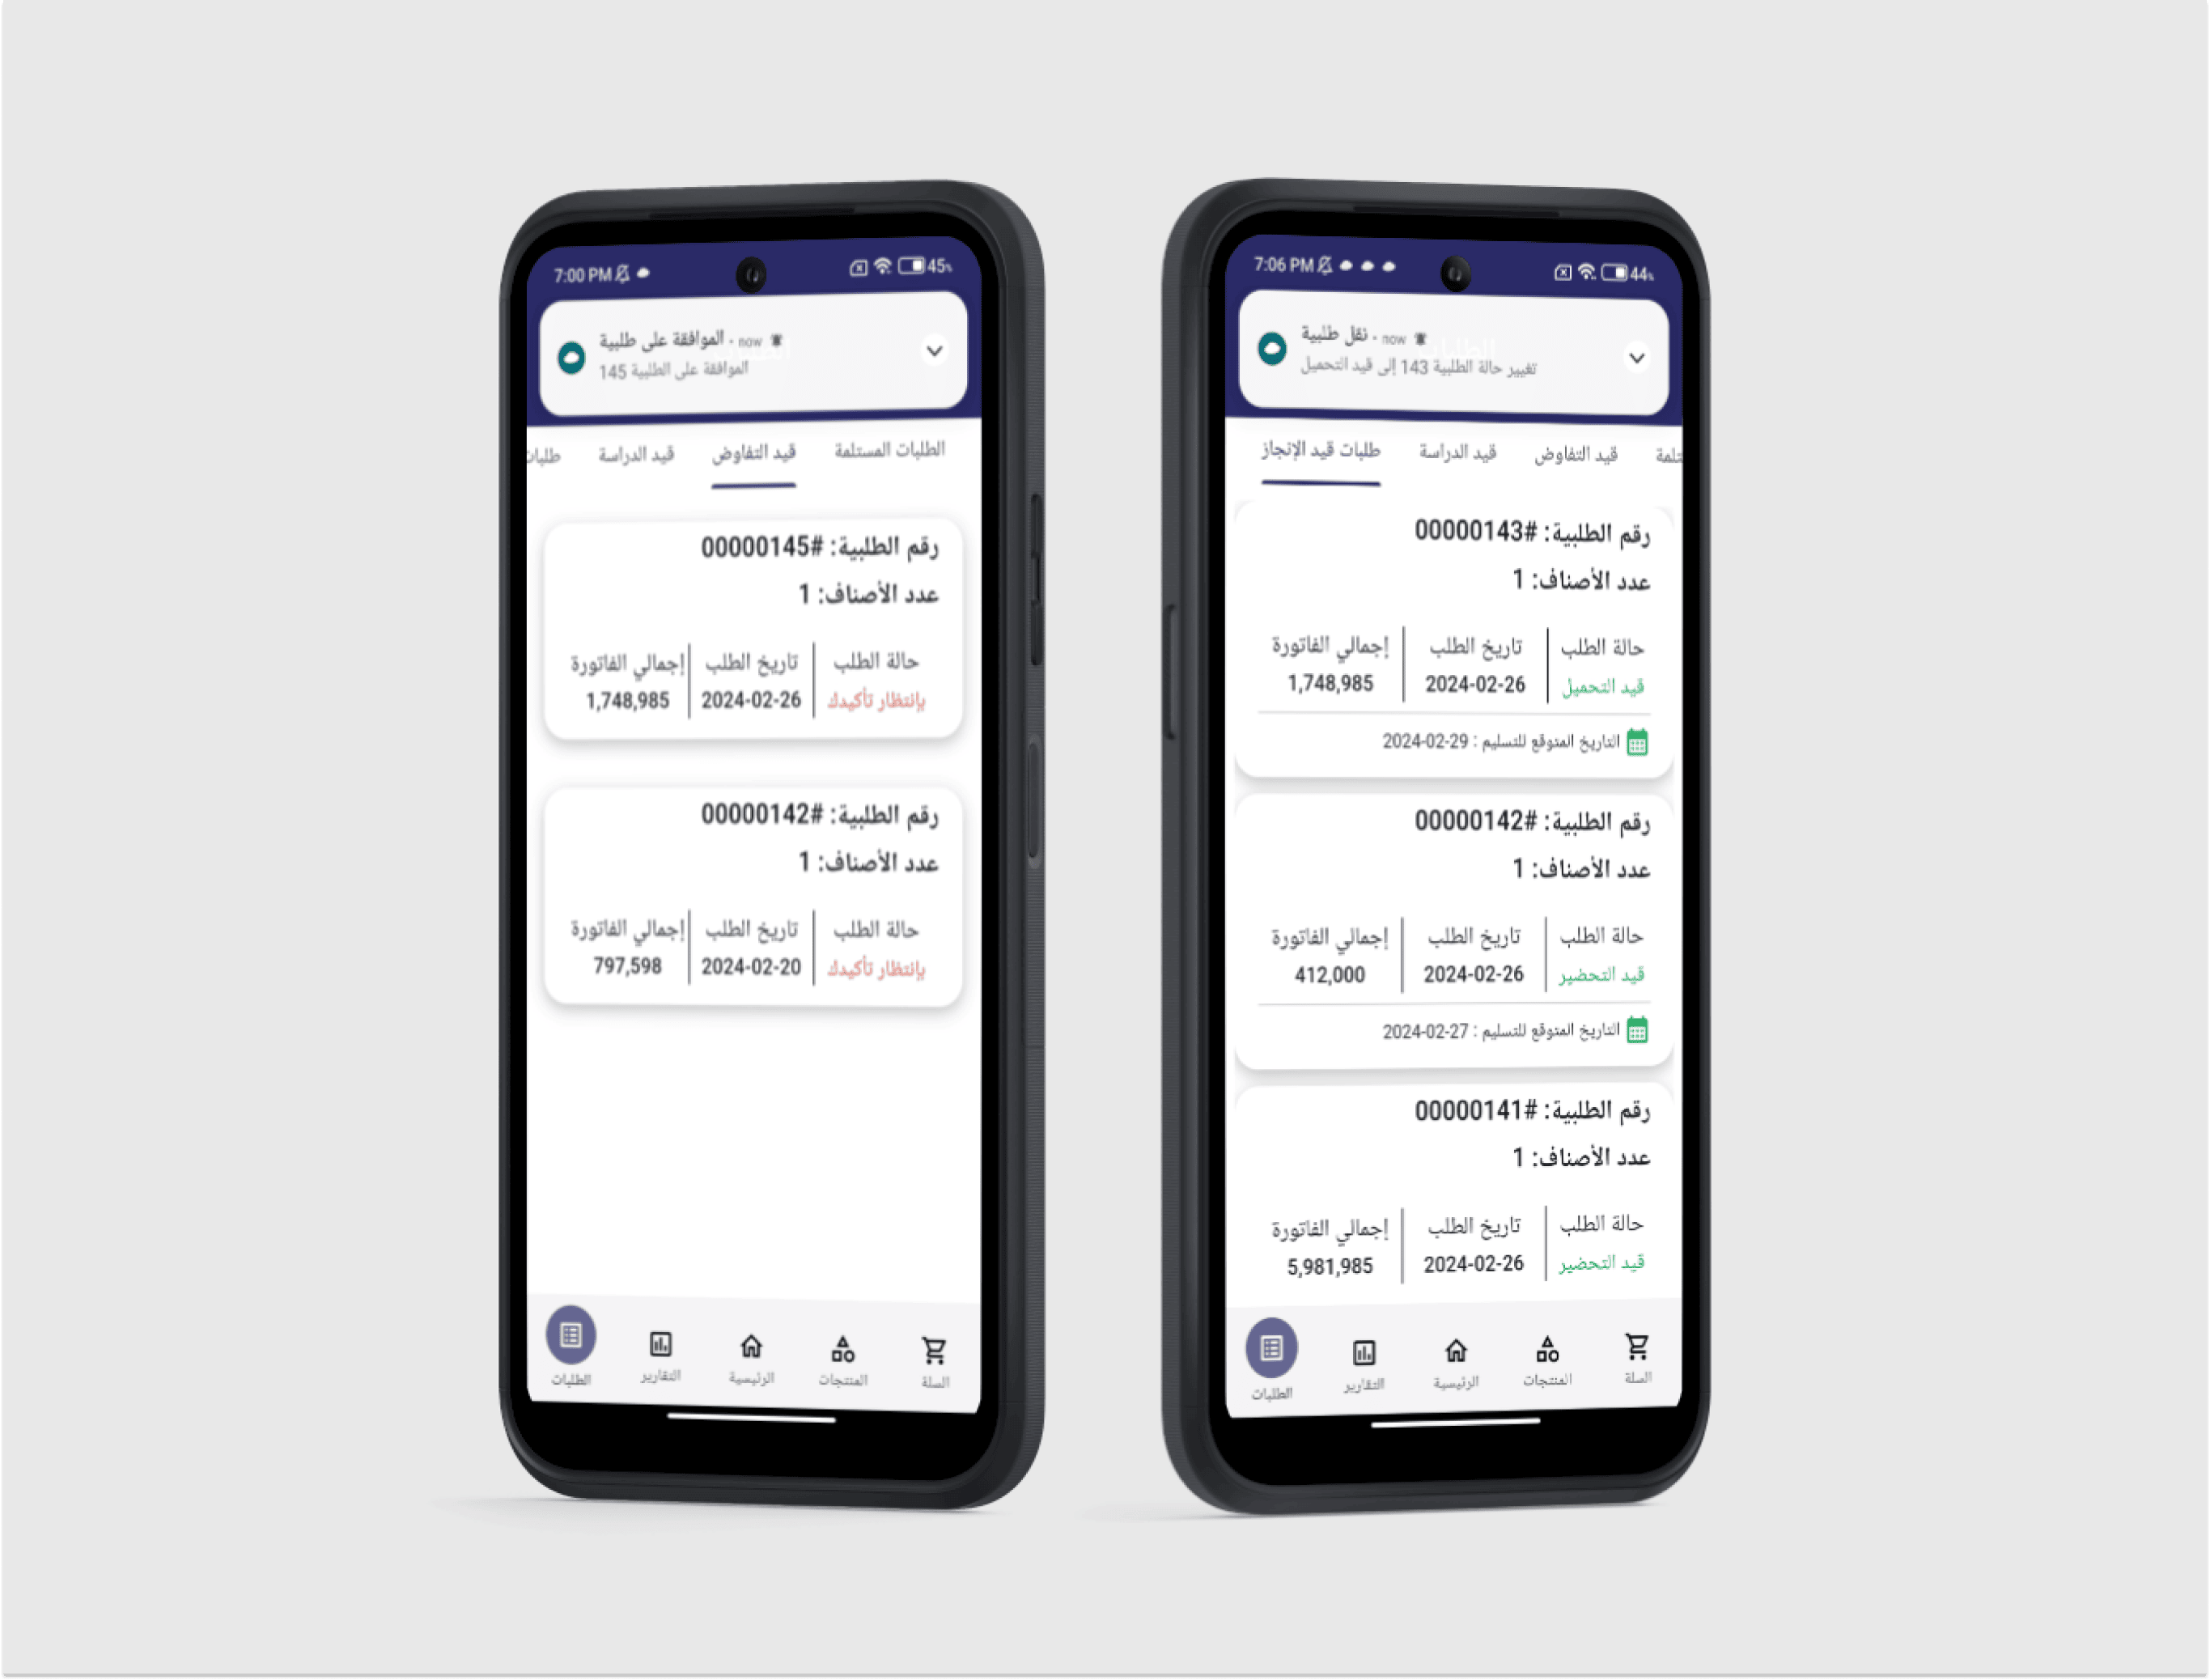 7:00 PM
45%
الموافقة على طلبية - now
الموافقة على الطلبية 145
الطلبات المستلمة
قيد التفاوض
قيد الدراسة
طلبات
رقم الطلبية: #00000145
عدد الأصناف: 1
حالة الطلب
تاريخ الطلب
إجمالي الفاتورة
بإنتظار تأكيدك
2024-02-26
1,748,985
رقم الطلبية: #00000142
عدد الأصناف: 1
حالة الطلب
تاريخ الطلب
إجمالي الفاتورة
بإنتظار تأكيدك
2024-02-20
797,598
السلة
المنتجات
الرئيسية
التقارير
الطلبات
7:06 PM
44%
نقل طلبية - now
تغيير حالة الطلبية 143 إلى قيد التحميل
الطلبات
تلمة
قيد التفاوض
قيد الدراسة
طلبات قيد الإنجاز
رقم الطلبية: #00000143
عدد الأصناف: 1
حالة الطلب
تاريخ الطلب
إجمالي الفاتورة
قيد التحميل
2024-02-26
1,748,985
التاريخ المتوقع للتسليم : 2024-02-29
رقم الطلبية: #00000142
عدد الأصناف: 1
حالة الطلب
تاريخ الطلب
إجمالي الفاتورة
قيد التحضير
2024-02-26
412,000
التاريخ المتوقع للتسليم : 2024-02-27
رقم الطلبية: #00000141
عدد الأصناف: 1
حالة الطلب
تاريخ الطلب
إجمالي الفاتورة
قيد التحضير
2024-02-26
5,981,985
السلة
المنتجات
الرئيسية
التقارير
الطلبات